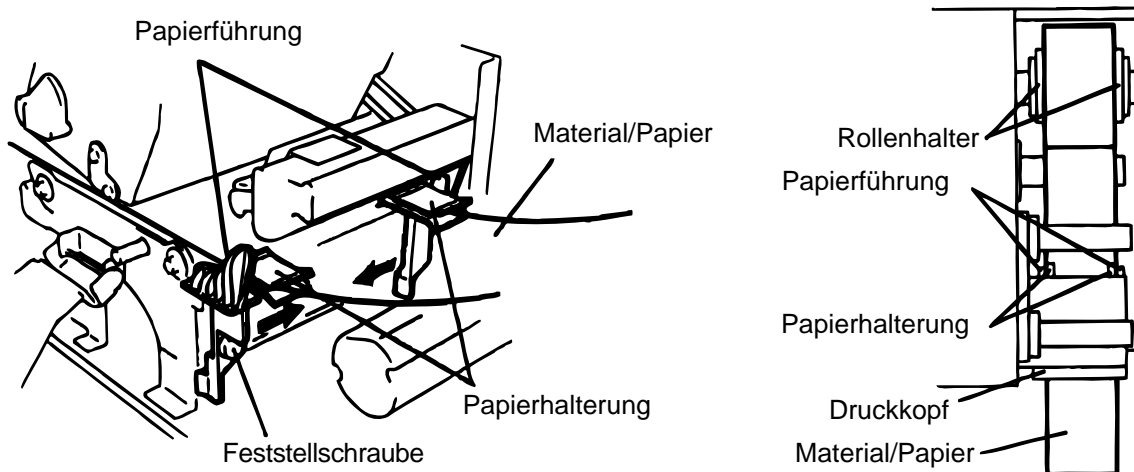 Papierführung
Material/Papier
Papierhalterung
Feststellschraube
Rollenhalter
Papierführung
Papierhalterung
Druckkopf
Material/Papier